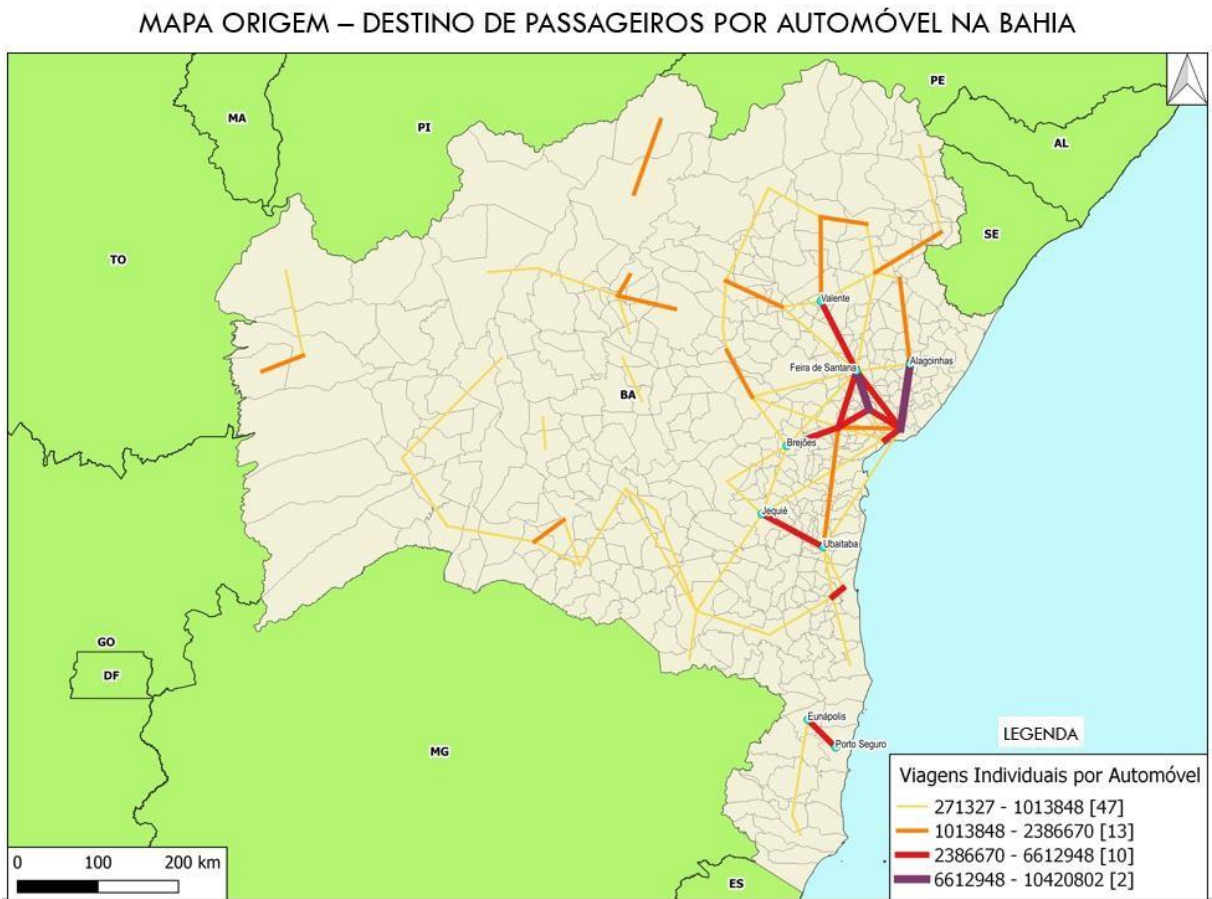 MAPA ORIGEM – DESTINO DE PASSAGEIROS POR AUTOMÓVEL NA BAHIA
PE
MA
PI
AL
SE
TO
Valente
Feira de Santana
Alagoinhas
BA
Brejões
Jequié
Ubaitaba
GO
DF
Eunápolis
Porto Seguro
MG
ES
LEGENDA
Viagens Individuais por Automóvel
271327 - 1013848 [47]
1013848 - 2386670 [13]
2386670 - 6612948 [10]
6612948 - 10420802 [2]
0 100 200 km